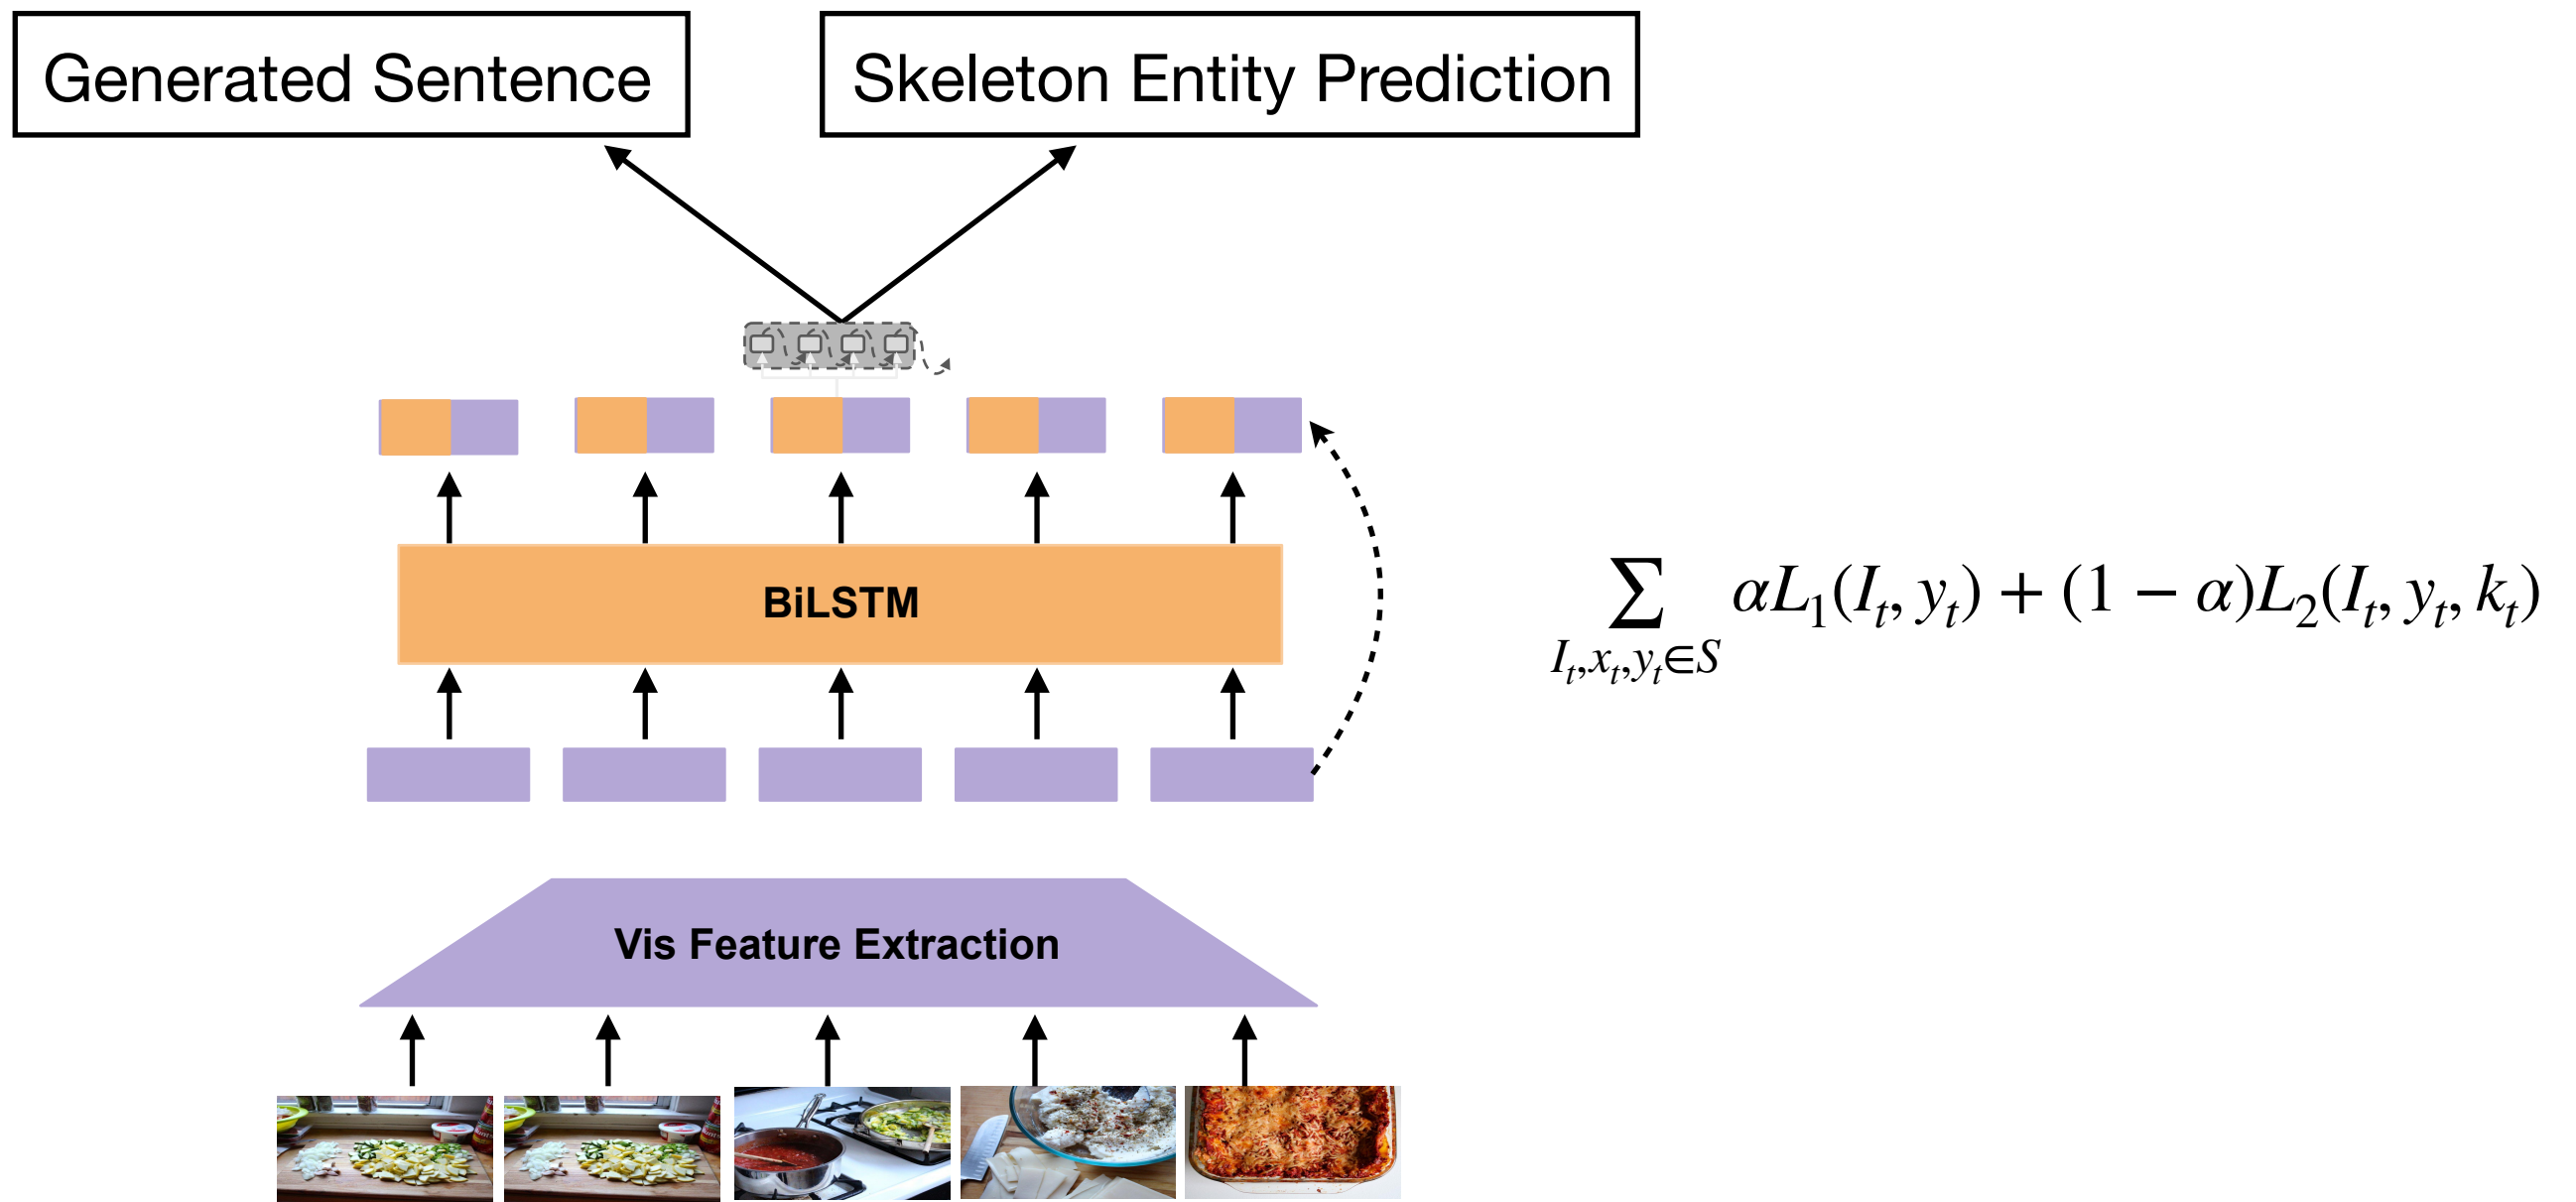 Generated Sentence
Skeleton Entity Prediction
BiLSTM
∑ αL₁(Iₜ, yₜ) + (1 − α)L₂(Iₜ, yₜ, kₜ)
Iₜ,xₜ,yₜ∈S
Vis Feature Extraction